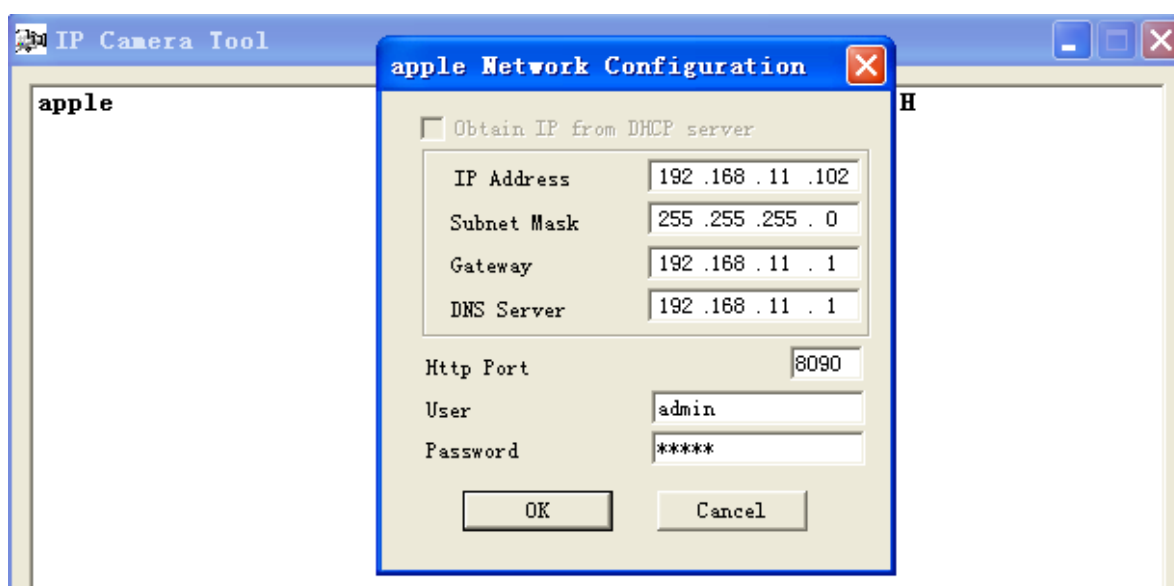 IP Camera Tool
apple Network Configuration
apple
H
Obtain IP from DHCP server
IP Address 192 .168 . 11 .102
Subnet Mask 255 .255 .255 . 0
Gateway 192 .168 . 11 . 1
DNS Server 192 .168 . 11 . 1
Http Port 8090
User admin
Password *****
OK Cancel